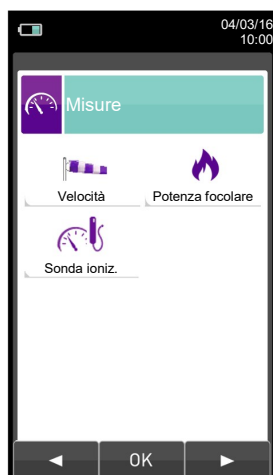 04/03/16
10:00
Misure
Velocità
Potenza focolare
Sonda ioniz.
OK